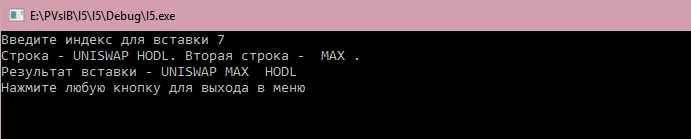 E:\PVsIB\I5\I5\Debug\I5.exe
Введите индекс для вставки 7
Строка - UNISWAP HODL. Вторая строка -  MAX .
Результат вставки - UNISWAP MAX  HODL
Нажмите любую кнопку для выхода в меню